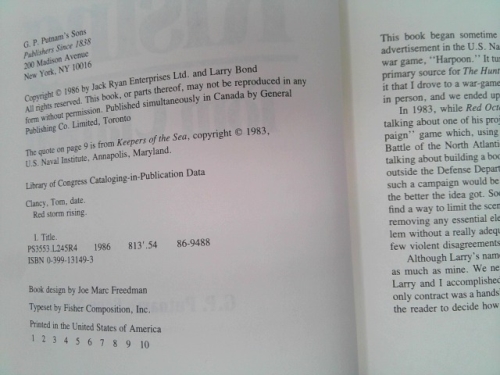 G. P. Putnam's Sons
Publishers Since 1838
200 Madison Avenue
New York, NY 10016
Copyright © 1986 by Jack Ryan Enterprises Ltd. and Larry Bond
All rights reserved. This book, or parts thereof, may not be reproduced in any
form without permission. Published simultaneously in Canada by General
Publishing Co. Limited, Toronto
The quote on page 9 is from Keepers of the Sea, copyright © 1983,
U.S. Naval Institute, Annapolis, Maryland.
Library of Congress Cataloging-in-Publication Data
Clancy, Tom, date.
Red storm rising.
I. Title.
PS3553.L245R4 1986 813'.54 86-9488
ISBN 0-399-13149-3
Book design by Joe Marc Freedman
Typeset by Fisher Composition, Inc.
Printed in the United States of America
1 2 3 4 5 6 7 8 9 10
This book began sometime
advertisement in the U.S. Na
war game, "Harpoon." It tu
primary source for The Hunt
it that I drove to a war-game
in person, and we ended up
In 1983, while Red Octo
talking about one of his proj
paign" game which, using
Battle of the North Atlanti
talking about building a boo
outside the Defense Depart
such a campaign would be
the better the idea got. Soo
find a way to limit the scen
removing any essential ele
lem without a really adequ
few violent disagreements
Although Larry's name
as much as mine. We ne
Larry and I accomplished
only contract was a hands
the reader to decide how